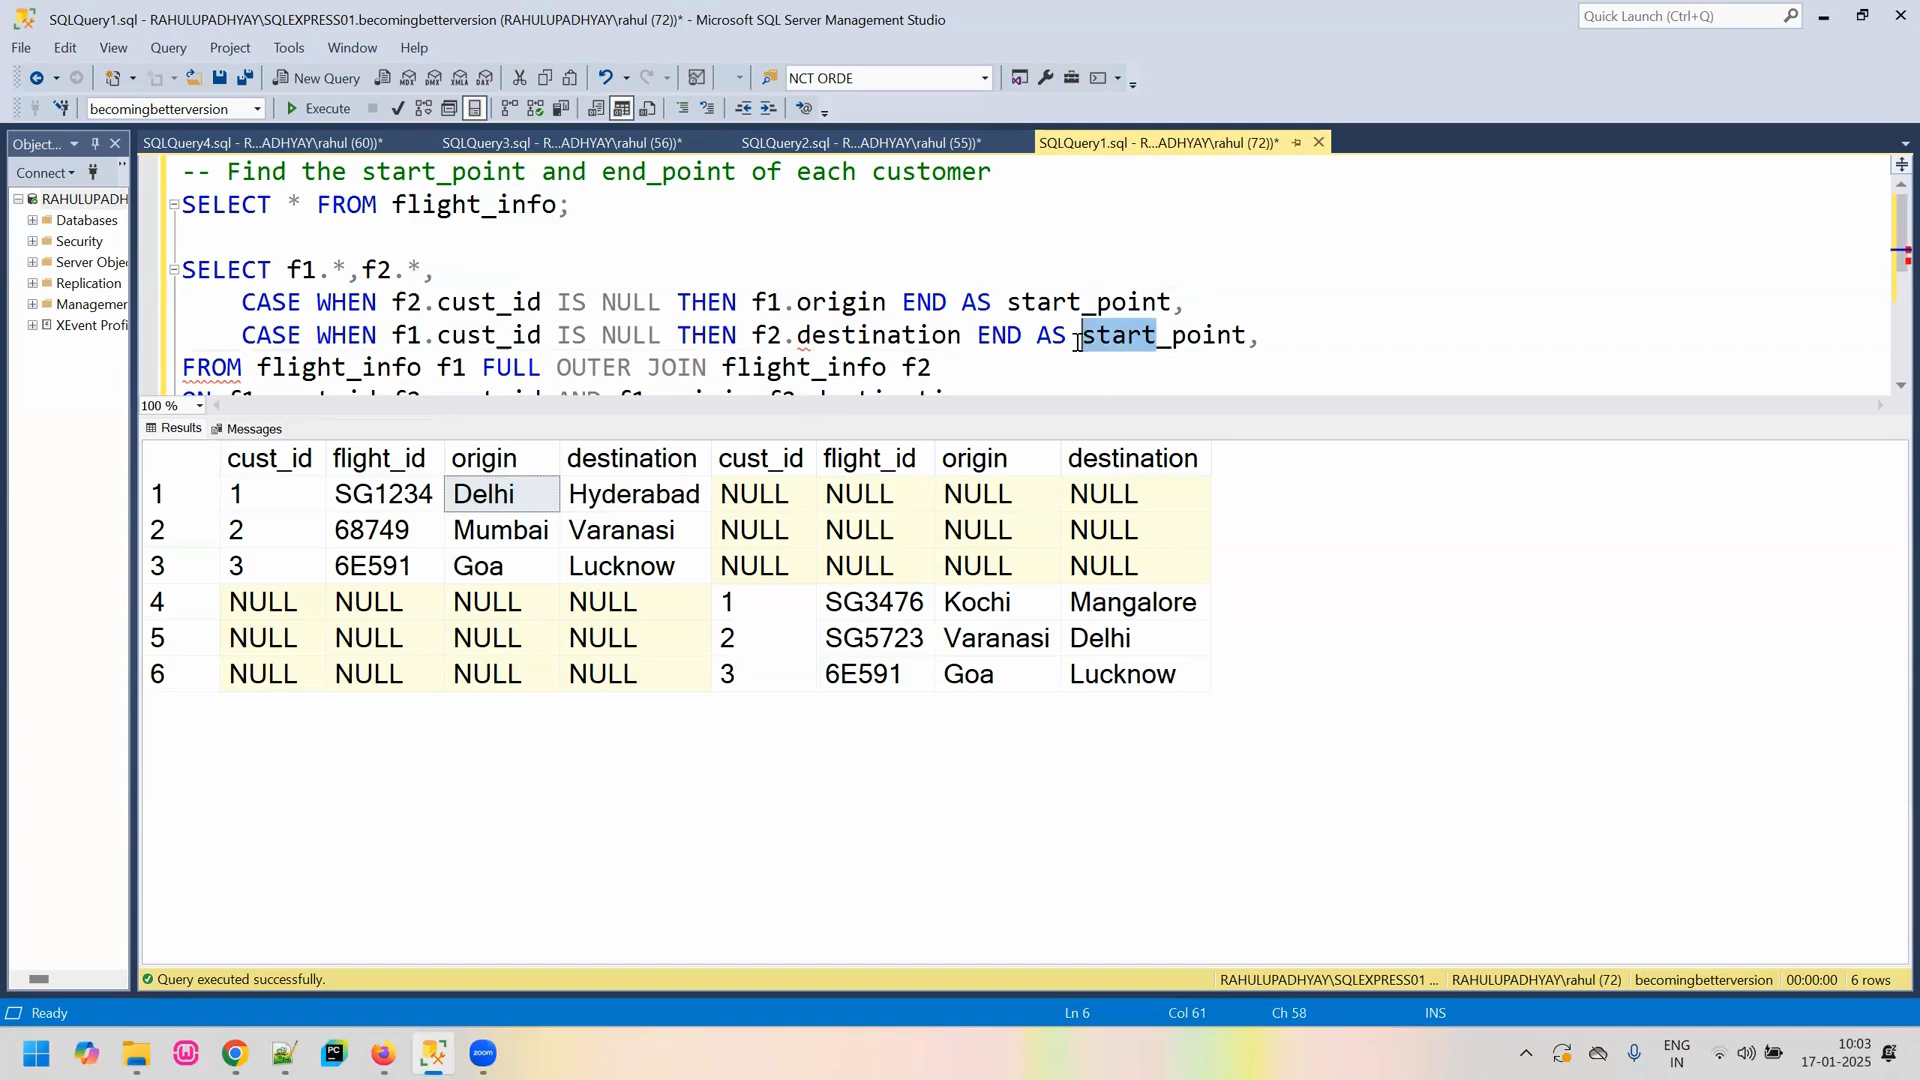 SQLQuery1.sql - RAHULUPADHYAY\SQLEXPRESS01.becomingbetterversion (RAHULUPADHYAY\rahul (72))* - Microsoft SQL Server Management Studio
Quick Launch (Ctrl+Q)
File Edit View Query Project Tools Window Help
New Query
MDX DMX XMLA DAX
NCT ORDE
becomingbetterversion
Execute
Object...
SQLQuery4.sql - R...ADHYAY\rahul (60))*
SQLQuery3.sql - R...ADHYAY\rahul (56))*
SQLQuery2.sql - R...ADHYAY\rahul (55))*
SQLQuery1.sql - R...ADHYAY\rahul (72))*
Connect
RAHULUPADH
Databases
Security
Server Obje
Replication
Managemer
XEvent Profi
-- Find the start_point and end_point of each customer
SELECT * FROM flight_info;
SELECT f1.*,f2.*,
CASE WHEN f2.cust_id IS NULL THEN f1.origin END AS start_point,
CASE WHEN f1.cust_id IS NULL THEN f2.destination END AS start_point,
FROM flight_info f1 FULL OUTER JOIN flight_info f2
100 %
Results Messages
cust_id flight_id origin destination cust_id flight_id origin destination
1 1 SG1234 Delhi Hyderabad NULL NULL NULL NULL
2 2 68749 Mumbai Varanasi NULL NULL NULL NULL
3 3 6E591 Goa Lucknow NULL NULL NULL NULL
4 NULL NULL NULL NULL 1 SG3476 Kochi Mangalore
5 NULL NULL NULL NULL 2 SG5723 Varanasi Delhi
6 NULL NULL NULL NULL 3 6E591 Goa Lucknow
Query executed successfully.
RAHULUPADHYAY\SQLEXPRESS01 ...
RAHULUPADHYAY\rahul (72)
becomingbetterversion
00:00:00
6 rows
Ready
Ln 6
Col 61
Ch 58
INS
PC
zoom
ENG
IN
10:03
17-01-2025